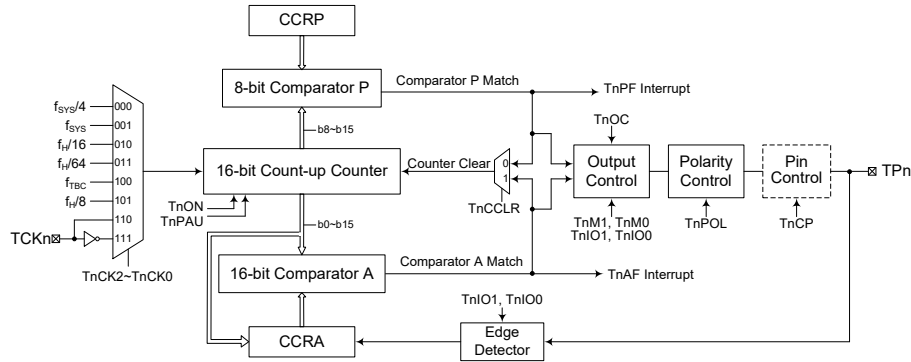 CCRP
8-bit Comparator P
Comparator P Match
TnPF Interrupt
b8~b15
TnOC
fSYS/4
000
fSYS
001
fH/16
010
fH/64
011
fTBC
100
fH/8
101
110
TCKn
111
TnCK2~TnCK0
16-bit Count-up Counter
TnON
TnPAU
b0~b15
Counter Clear
0
1
TnCCLR
Output
Control
TnM1, TnM0
TnIO1, TnIO0
Polarity
Control
TnPOL
Pin
Control
TnCP
TPn
16-bit Comparator A
Comparator A Match
TnAF Interrupt
TnIO1, TnIO0
CCRA
Edge
Detector